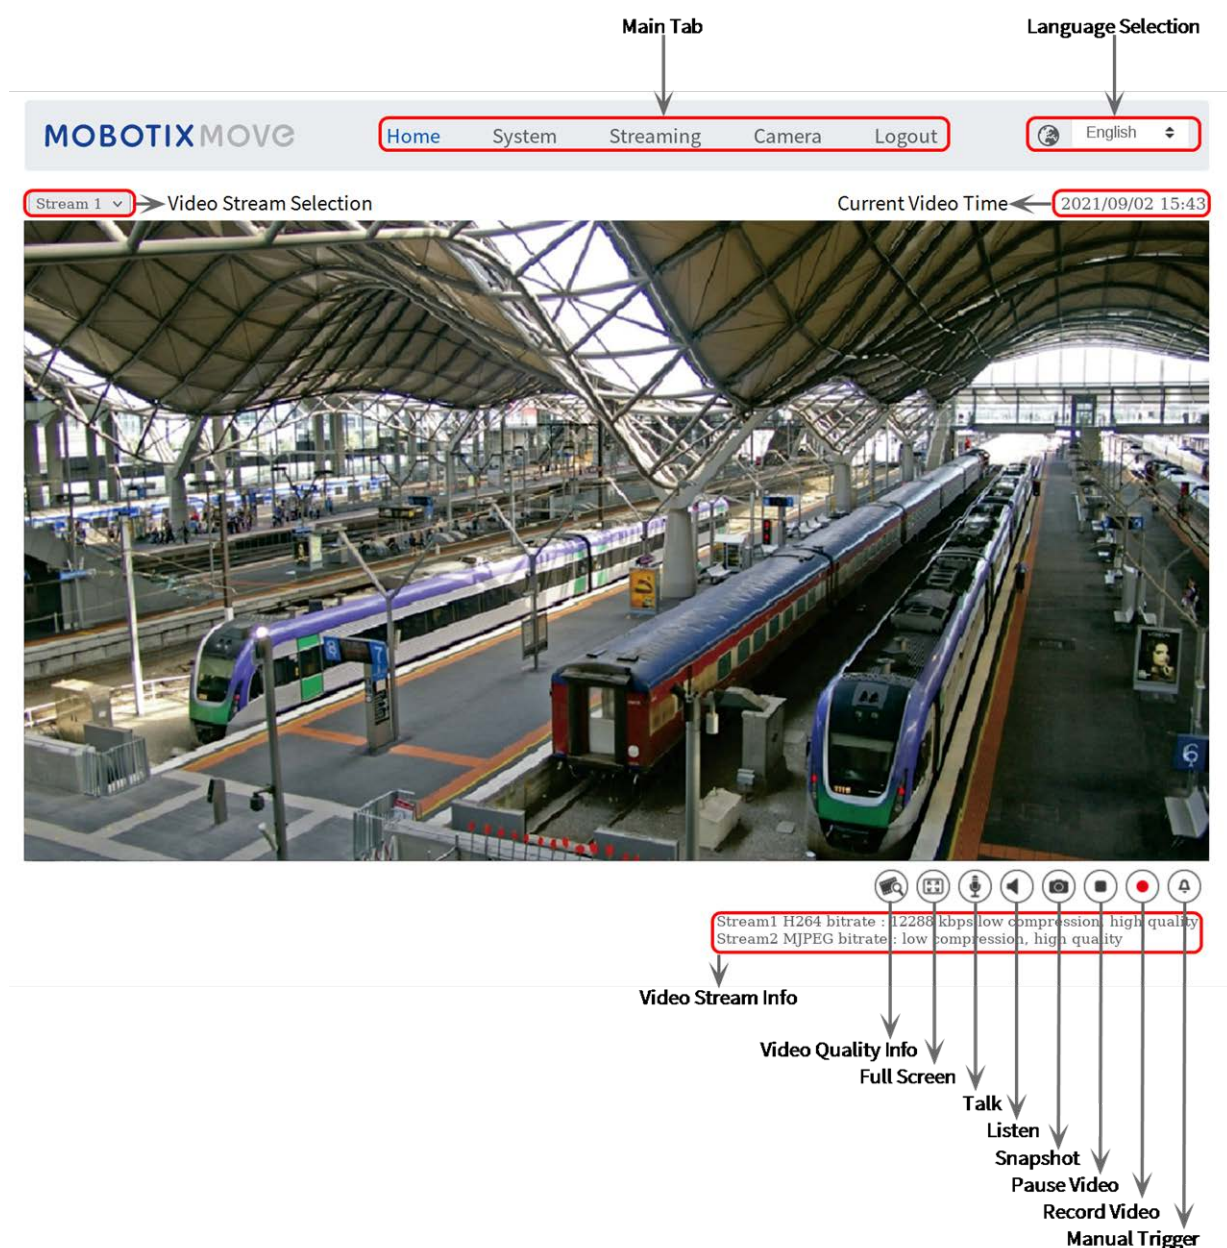 Main Tab
Language Selection
MOBOTIX MOVE
Home System Streaming Camera Logout
English
Stream 1
Video Stream Selection
Current Video Time
2021/09/02 15:43
6
Stream1 H264 bitrate : 12288 kbps low compression, high quality
Stream2 MJPEG bitrate : low compression, high quality
Video Stream Info
Video Quality Info
Full Screen
Talk
Listen
Snapshot
Pause Video
Record Video
Manual Trigger